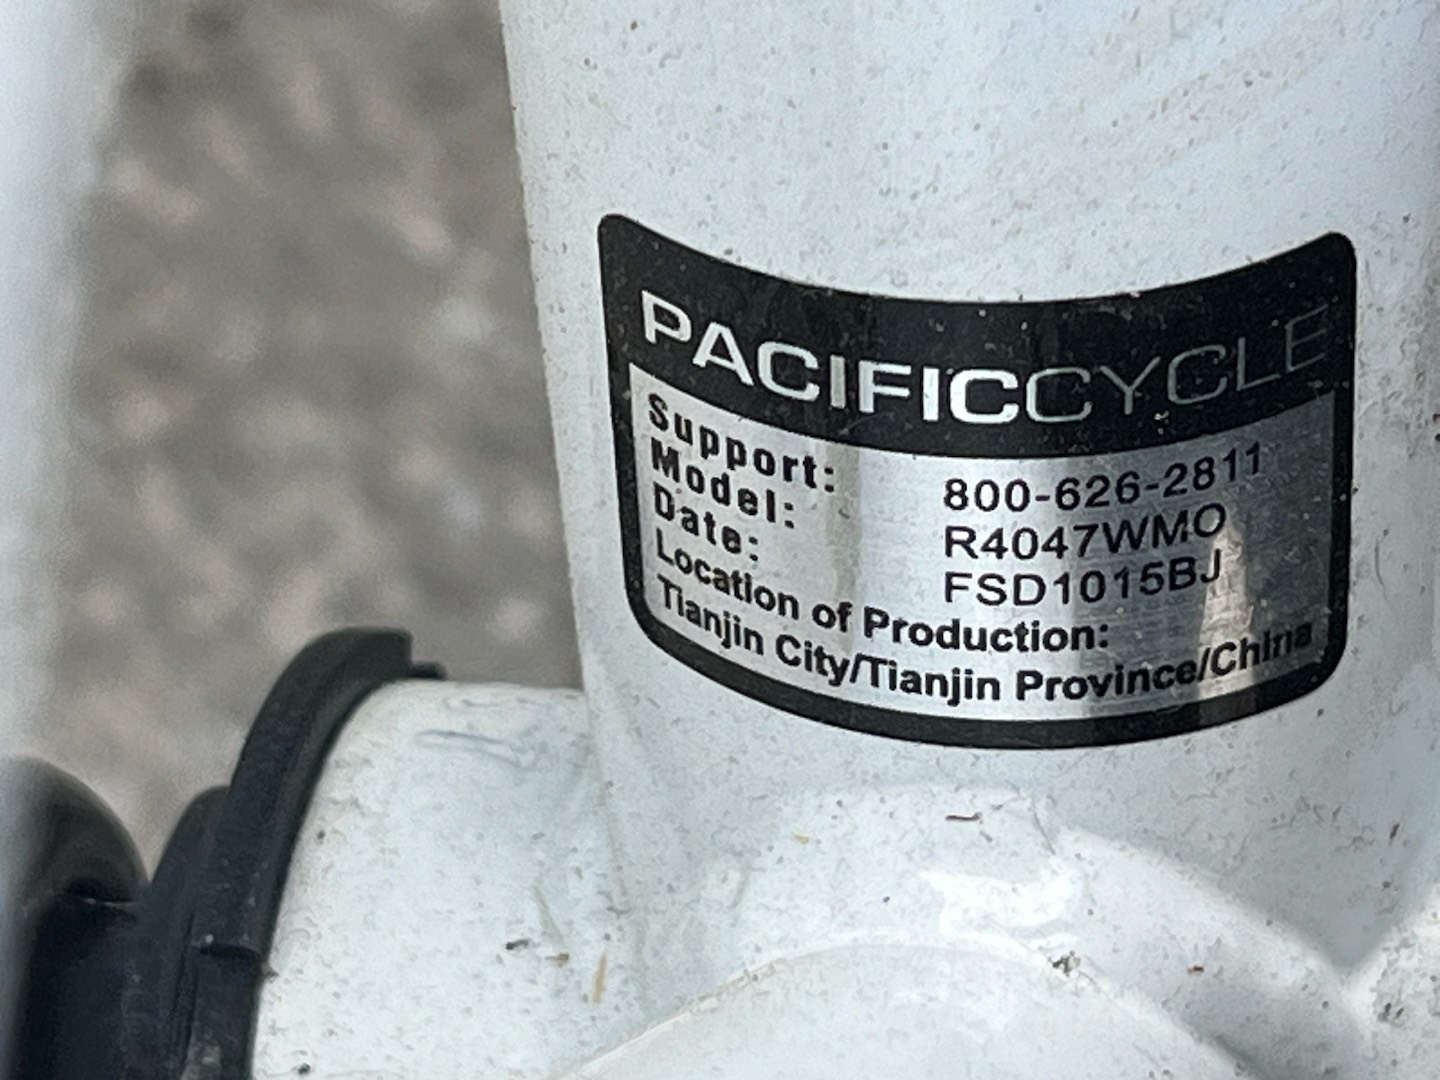 PACIFICCYCLE
Support: 800-626-2811
Model: R4047WMO
Date: FSD1015BJ
Location of Production:
Tianjin City/Tianjin Province/China